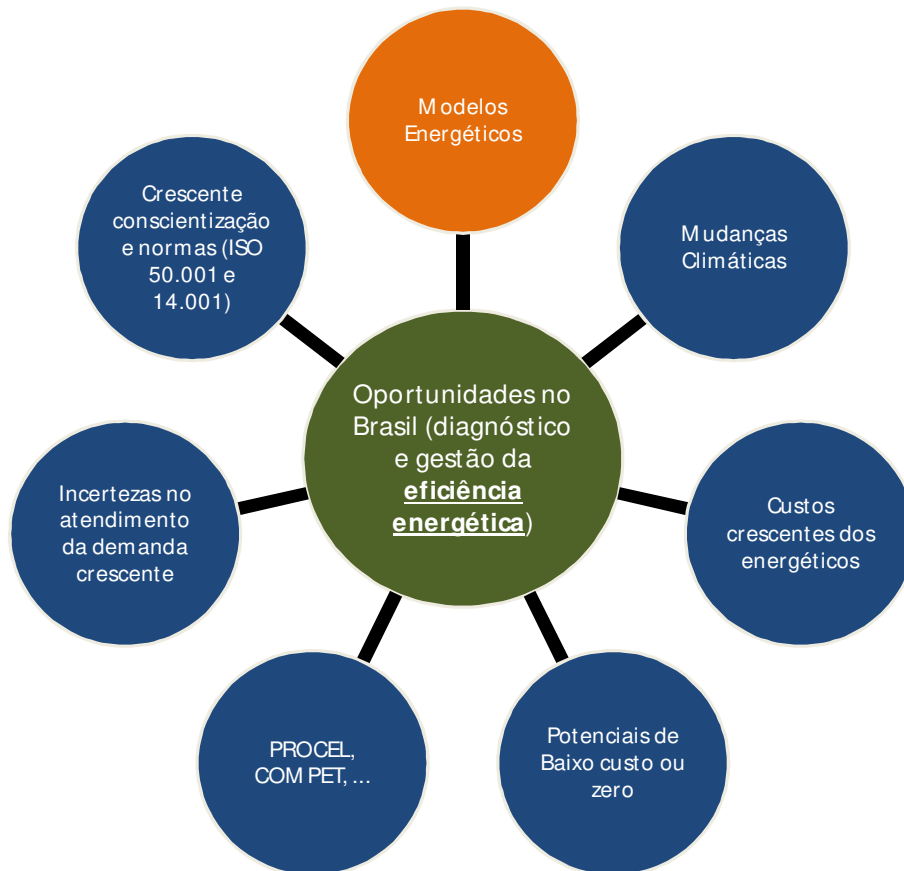 Modelos
Energéticos
Crescente
conscientização
e normas (ISO
50.001 e
14.001)
Mudanças
Climáticas
Oportunidades no
Brasil (diagnóstico
e gestão da
eficiência
energética)
Incertezas no
atendimento
da demanda
crescente
Custos
crescentes dos
energéticos
PROCEL,
COMPET, ...
Potenciais de
Baixo custo ou
zero